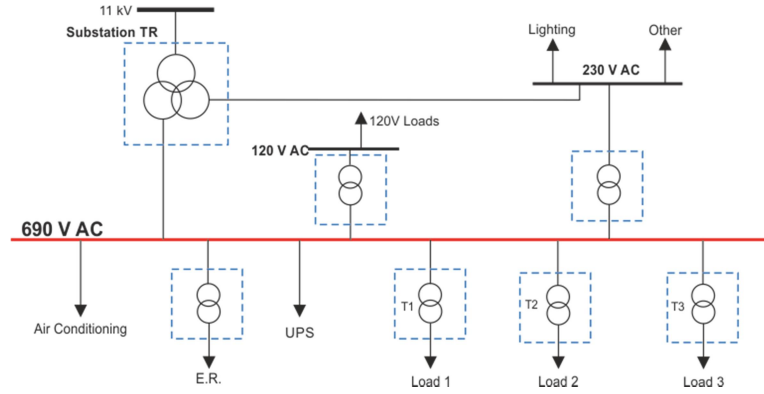 11 kV
Substation TR
Lighting
Other
230 V AC
120V Loads
120 V AC
690 V AC
T1
T2
T3
Air Conditioning
E.R.
UPS
Load 1
Load 2
Load 3